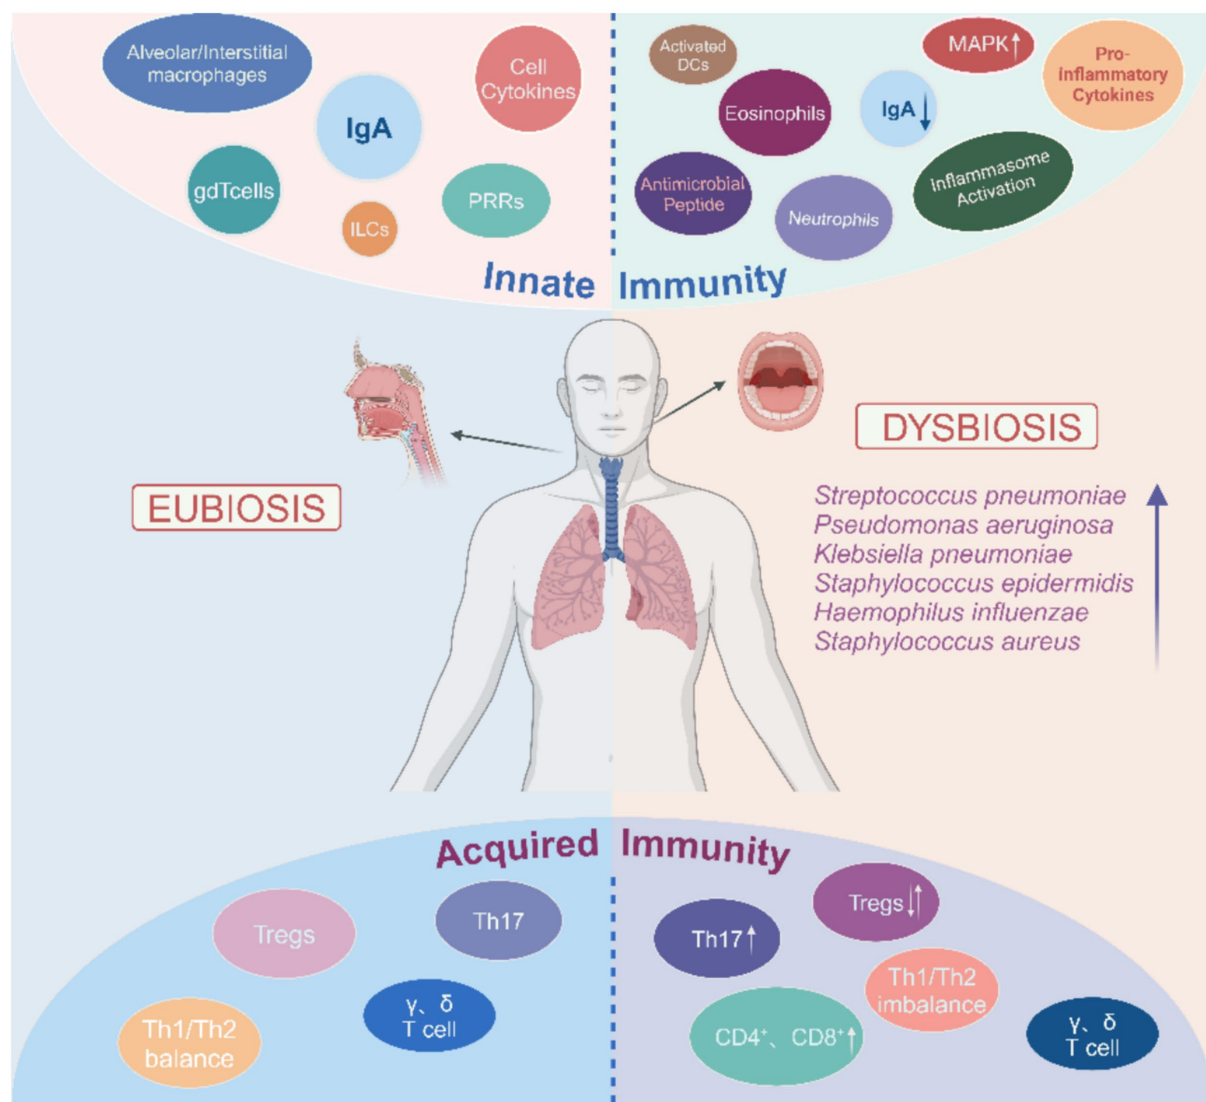 Alveolar/Interstitial
macrophages
IgA
Cell
Cytokines
gdTcells
ILCs
PRRs
Activated
DCs
Eosinophils
IgA↓
MAPK↑
Pro-
inflammatory
Cytokines
Antimicrobial
Peptide
Neutrophils
Inflammasome
Activation
Innate Immunity
EUBIOSIS
DYSBIOSIS
Streptococcus pneumoniae
Pseudomonas aeruginosa
Klebsiella pneumoniae
Staphylococcus epidermidis
Haemophilus influenzae
Staphylococcus aureus
Acquired Immunity
Tregs
Th17
Th1/Th2
balance
γ、δ
T cell
Th17↑
Tregs↓↑
Th1/Th2
imbalance
CD4⁺、CD8⁺↑
γ、δ
T cell